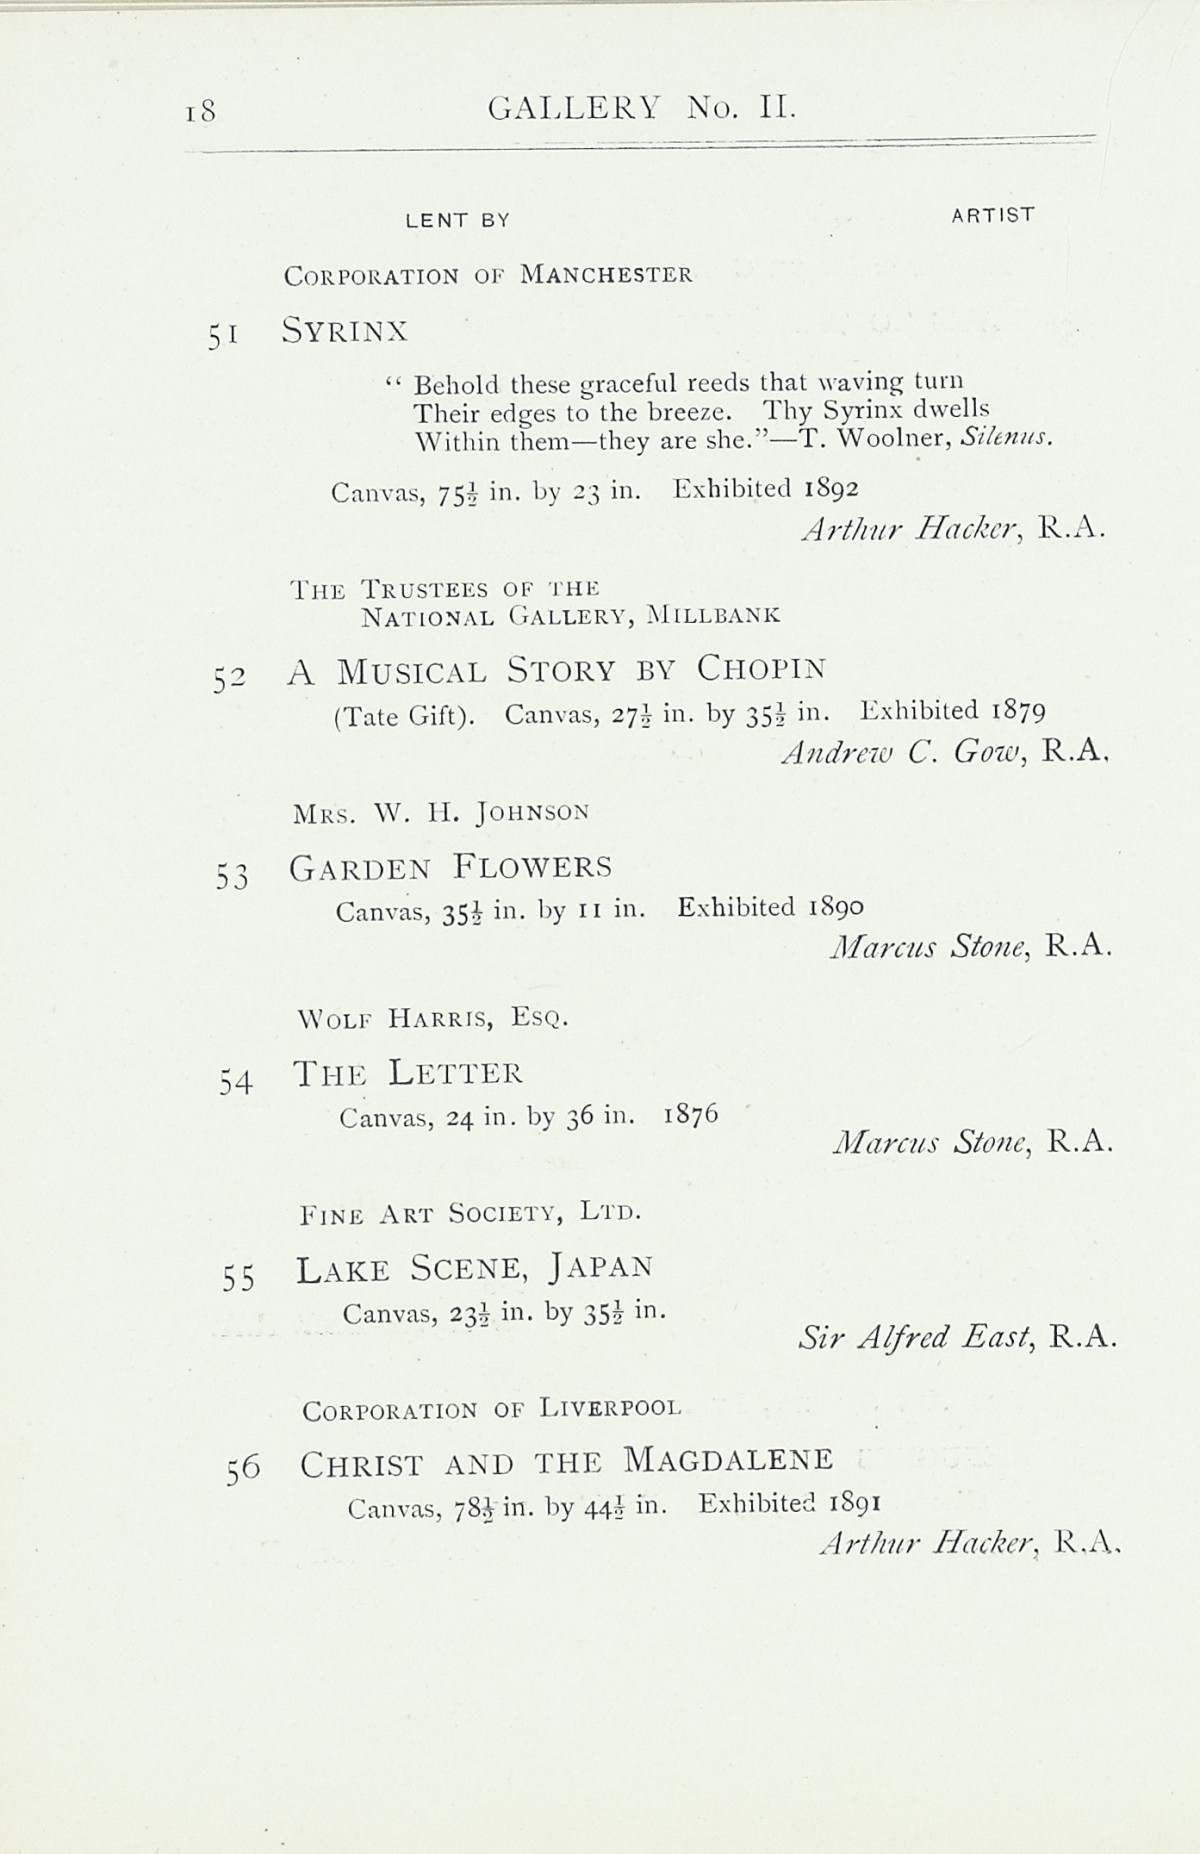 18 GALLERY No. II.
LENT BY ARTIST
CORPORATION OF MANCHESTER
51 SYRINX
“ Behold these graceful reeds that waving turn
Their edges to the breeze. Thy Syrinx dwells
Within them—they are she.”—T. Woolner, Silenus.
Canvas, 75½ in. by 23 in. Exhibited 1892
Arthur Hacker, R.A.
THE TRUSTEES OF THE
NATIONAL GALLERY, MILLBANK
52 A MUSICAL STORY BY CHOPIN
(Tate Gift). Canvas, 27½ in. by 35½ in. Exhibited 1879
Andrew C. Gow, R.A.
MRS. W. H. JOHNSON
53 GARDEN FLOWERS
Canvas, 35½ in. by 11 in. Exhibited 1890
Marcus Stone, R.A.
WOLF HARRIS, ESQ.
54 THE LETTER
Canvas, 24 in. by 36 in. 1876
Marcus Stone, R.A.
FINE ART SOCIETY, LTD.
55 LAKE SCENE, JAPAN
Canvas, 23½ in. by 35½ in.
Sir Alfred East, R.A.
CORPORATION OF LIVERPOOL
56 CHRIST AND THE MAGDALENE
Canvas, 78½ in. by 44½ in. Exhibited 1891
Arthur Hacker, R.A.